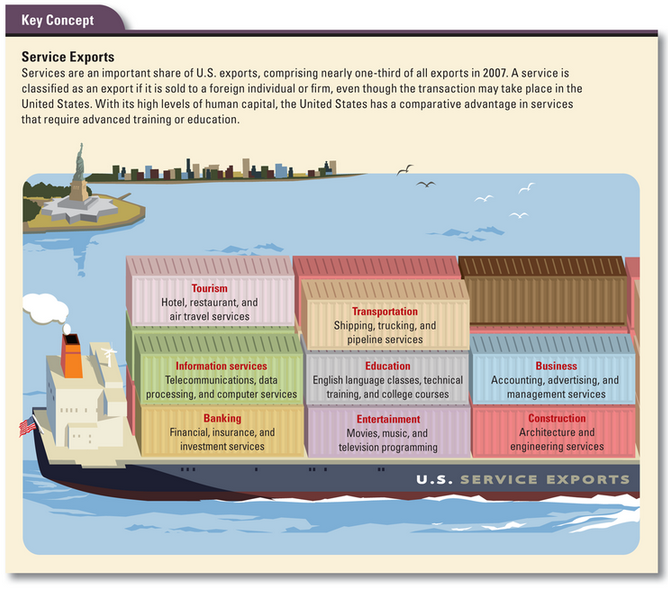 Key Concept
Service Exports
Services are an important share of U.S. exports, comprising nearly one-third of all exports in 2007. A service is
classified as an export if it is sold to a foreign individual or firm, even though the transaction may take place in the
United States. With its high levels of human capital, the United States has a comparative advantage in services
that require advanced training or education.
Tourism
Hotel, restaurant, and
air travel services
Transportation
Shipping, trucking, and
pipeline services
Information services
Telecommunications, data
processing, and computer services
Education
English language classes, technical
training, and college courses
Business
Accounting, advertising, and
management services
Banking
Financial, insurance, and
investment services
Entertainment
Movies, music, and
television programming
Construction
Architecture and
engineering services
U.S. SERVICE EXPORTS